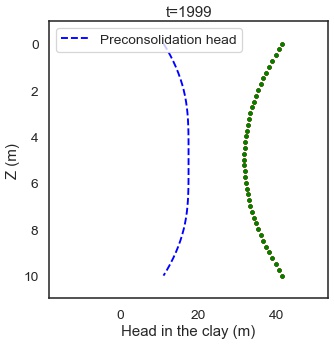 t=1999
Preconsolidation head
Z (m)
0
2
4
6
8
10
0
20
40
Head in the clay (m)